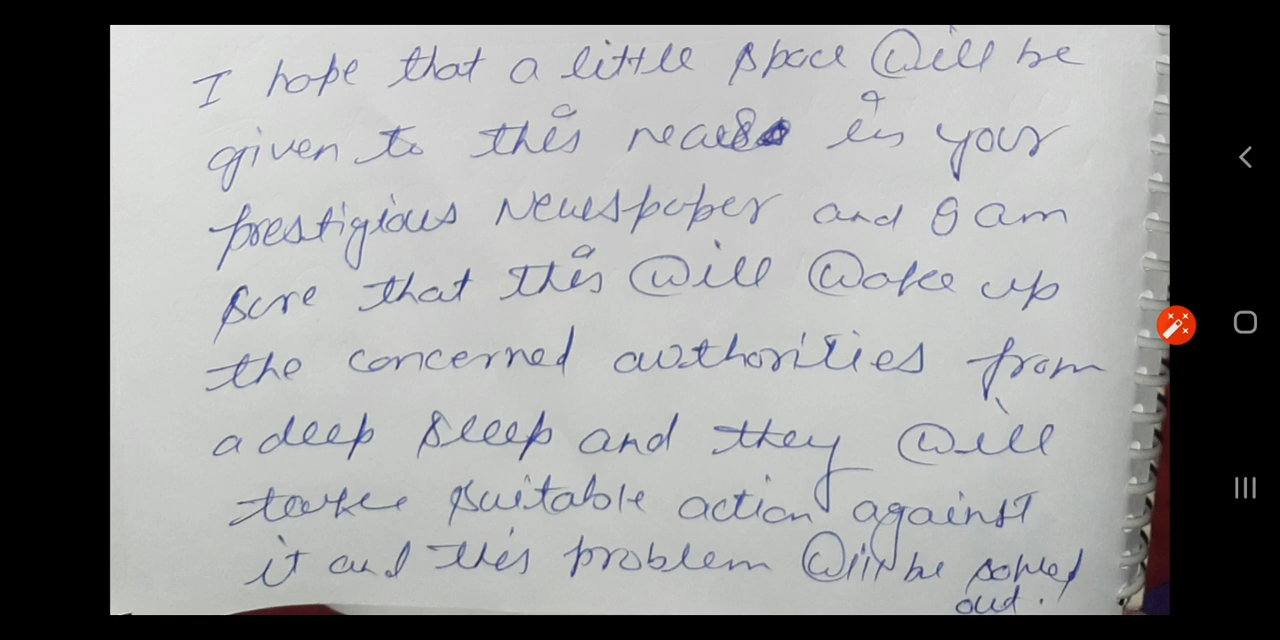 I hope that a little space will be
given to this news in your
prestigious Newspaper and I am
sure that this will wake up
the concerned authorities from
a deep sleep and they will
take suitable action against
it and this problem will be solved
out.